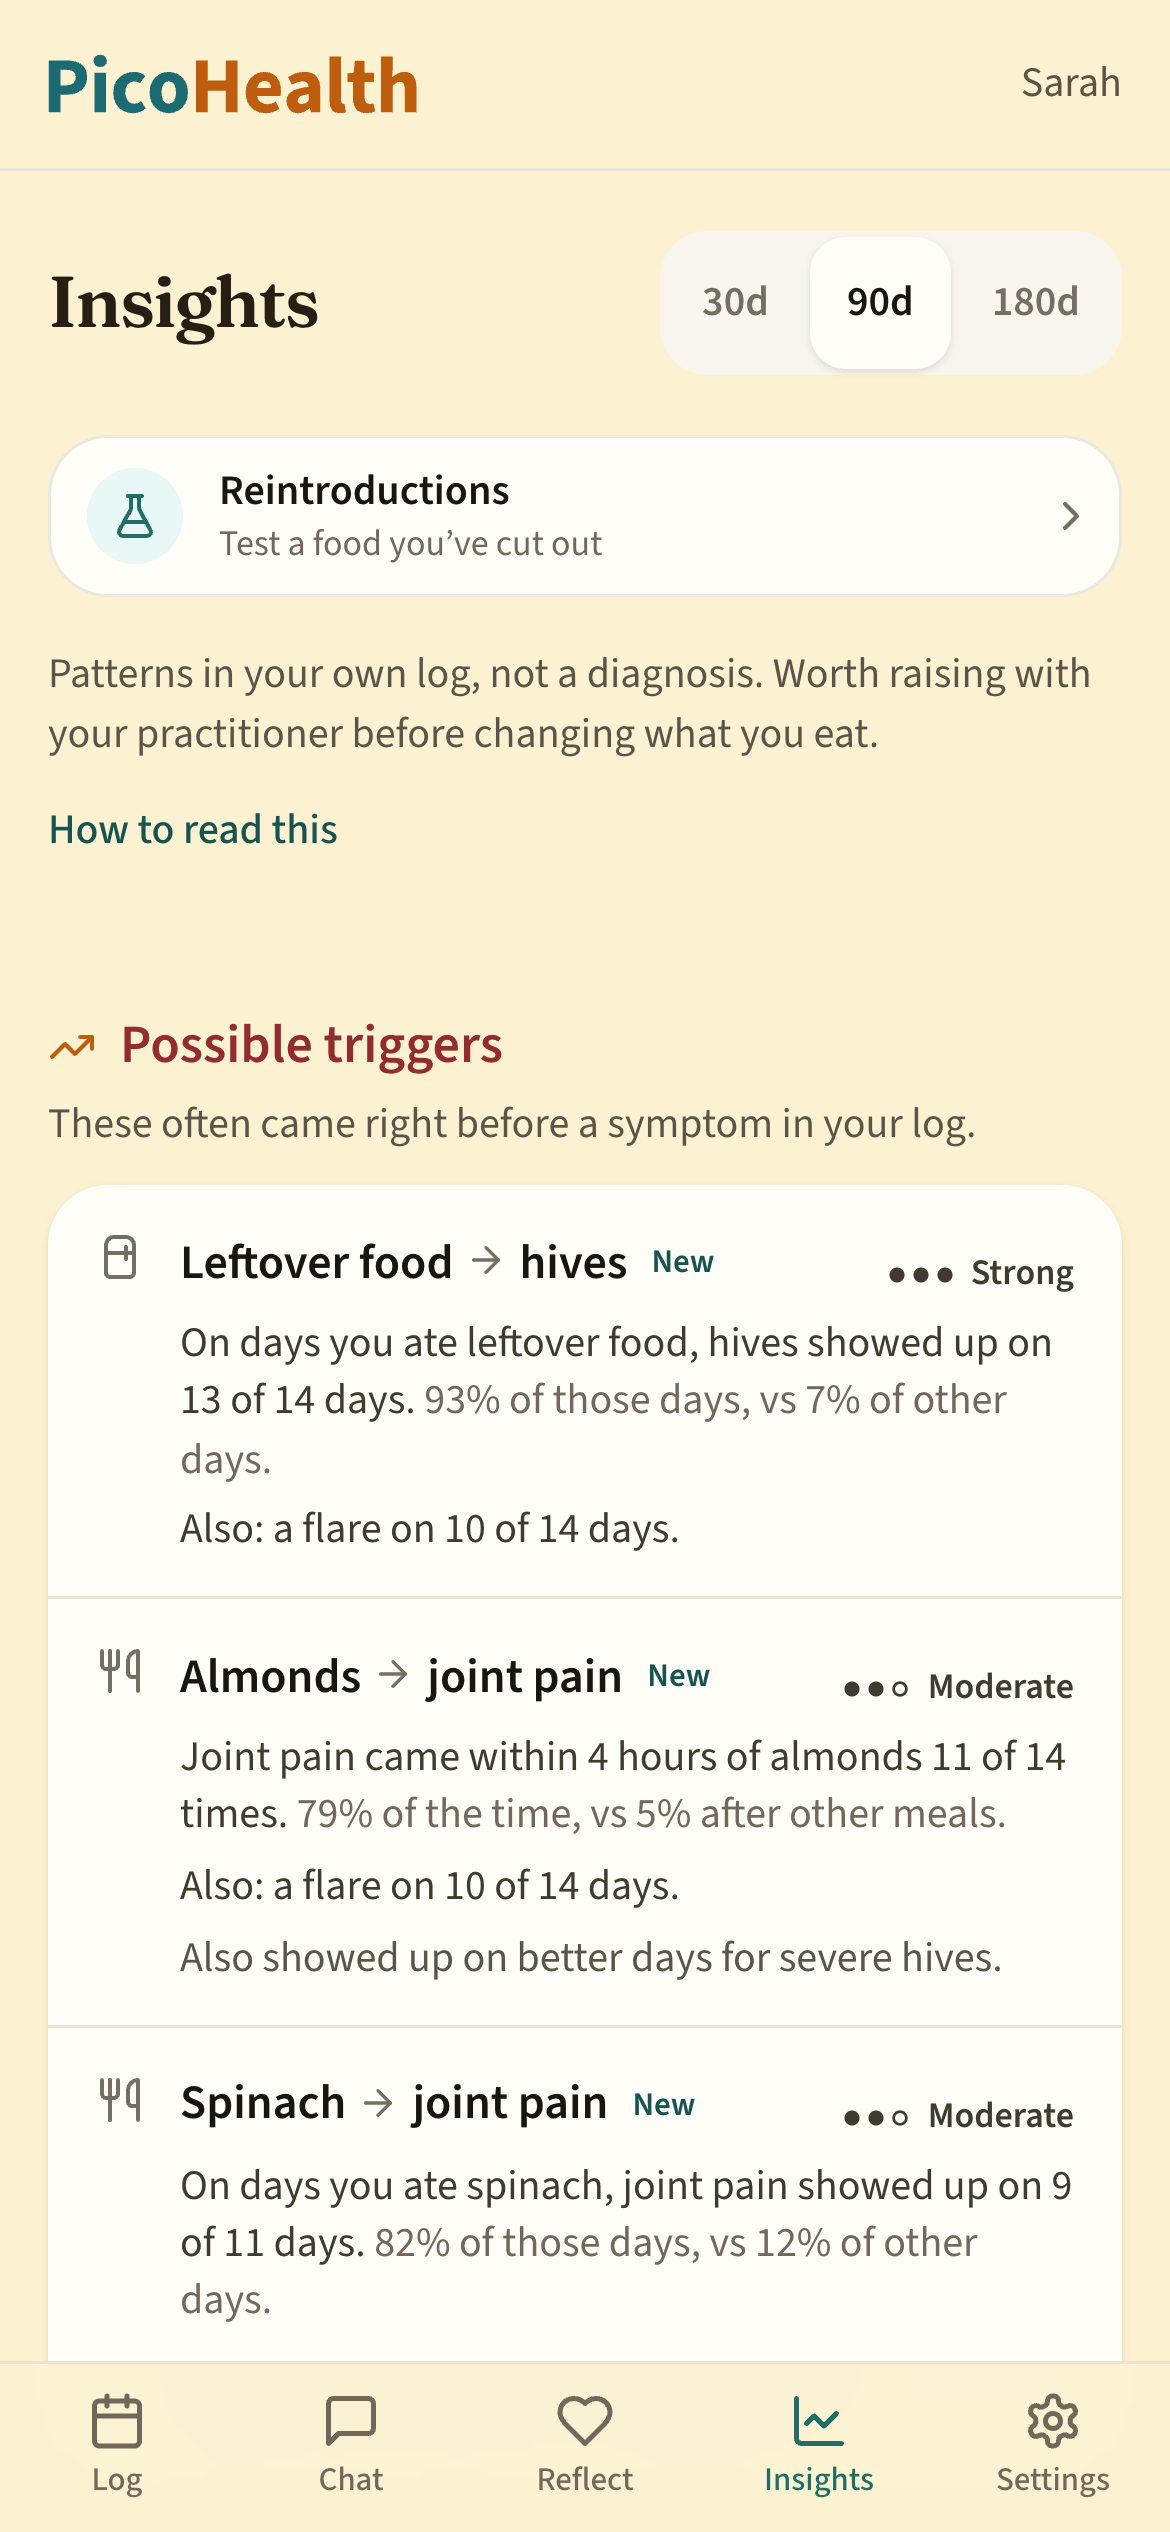 PicoHealth
Sarah
Insights
30d 90d 180d
Reintroductions
Test a food you’ve cut out
Patterns in your own log, not a diagnosis. Worth raising with
your practitioner before changing what you eat.
How to read this
Possible triggers
These often came right before a symptom in your log.
Leftover food → hives New ●●● Strong
On days you ate leftover food, hives showed up on
13 of 14 days. 93% of those days, vs 7% of other
days.
Also: a flare on 10 of 14 days.
Almonds → joint pain New ●●○ Moderate
Joint pain came within 4 hours of almonds 11 of 14
times. 79% of the time, vs 5% after other meals.
Also: a flare on 10 of 14 days.
Also showed up on better days for severe hives.
Spinach → joint pain New ●●○ Moderate
On days you ate spinach, joint pain showed up on 9
of 11 days. 82% of those days, vs 12% of other
days.
Log Chat Reflect Insights Settings